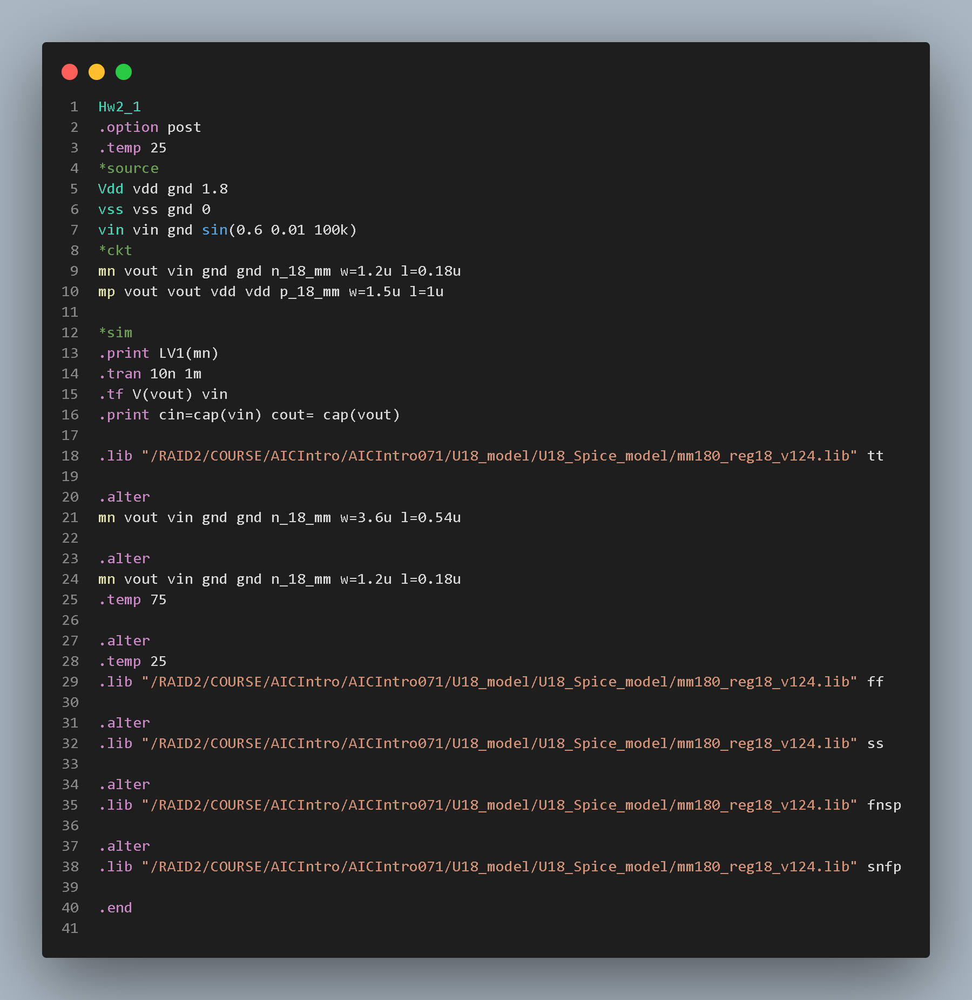 1 Hw2_1
2 .option post
3 .temp 25
4 *source
5 Vdd vdd gnd 1.8
6 vss vss gnd 0
7 vin vin gnd sin(0.6 0.01 100k)
8 *ckt
9 mn vout vin gnd gnd n_18_mm w=1.2u l=0.18u
10 mp vout vout vdd vdd p_18_mm w=1.5u l=1u
11
12 *sim
13 .print LV1(mn)
14 .tran 10n 1m
15 .tf V(vout) vin
16 .print cin=cap(vin) cout= cap(vout)
17
18 .lib "/RAID2/COURSE/AICIntro/AICIntro071/U18_model/U18_Spice_model/mm180_reg18_v124.lib" tt
19
20 .alter
21 mn vout vin gnd gnd n_18_mm w=3.6u l=0.54u
22
23 .alter
24 mn vout vin gnd gnd n_18_mm w=1.2u l=0.18u
25 .temp 75
26
27 .alter
28 .temp 25
29 .lib "/RAID2/COURSE/AICIntro/AICIntro071/U18_model/U18_Spice_model/mm180_reg18_v124.lib" ff
30
31 .alter
32 .lib "/RAID2/COURSE/AICIntro/AICIntro071/U18_model/U18_Spice_model/mm180_reg18_v124.lib" ss
33
34 .alter
35 .lib "/RAID2/COURSE/AICIntro/AICIntro071/U18_model/U18_Spice_model/mm180_reg18_v124.lib" fnsp
36
37 .alter
38 .lib "/RAID2/COURSE/AICIntro/AICIntro071/U18_model/U18_Spice_model/mm180_reg18_v124.lib" snfp
39
40 .end
41